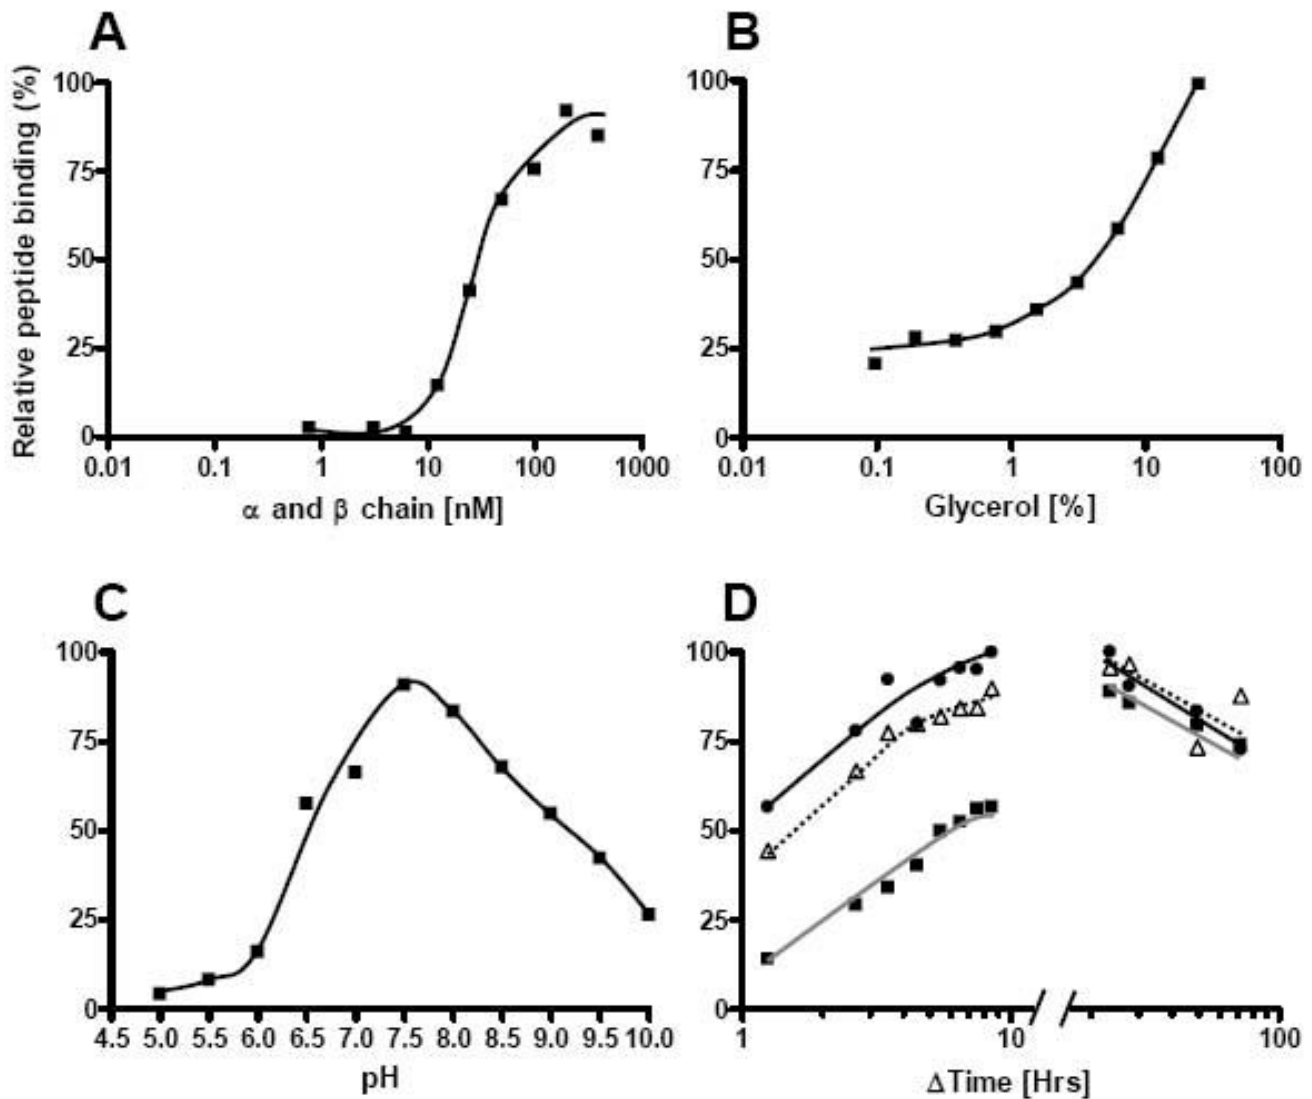 A
B
Relative peptide binding (%)
100
75
50
25
0
0.01 0.1 1 10 100 1000
α and β chain [nM]
100
75
50
25
0
0.01 0.1 1 10 100
Glycerol [%]
C
D
100
75
50
25
0
4.5 5.0 5.5 6.0 6.5 7.0 7.5 8.0 8.5 9.0 9.5 10.0
pH
100
75
50
25
0
1 10 100
ΔTime [Hrs]